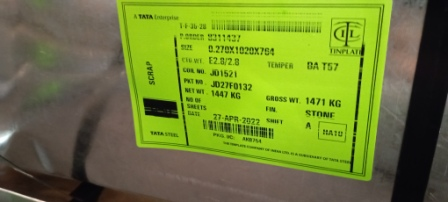 A TATA Enterprise
P.ORDER 0311437
SIZE 0.270X1020X764
CTG WT. E2.8/2.8 TEMPER BA T57
COIL NO. JD1521
PKT NO JD27F0132
NET WT. 1447 KG GROSS WT. 1471 KG
NO OF SHEETS FIN. STONE
DATE 27-APR-2022 SHIFT A BA10
SCRAP
TATA STEEL
TINPLATE